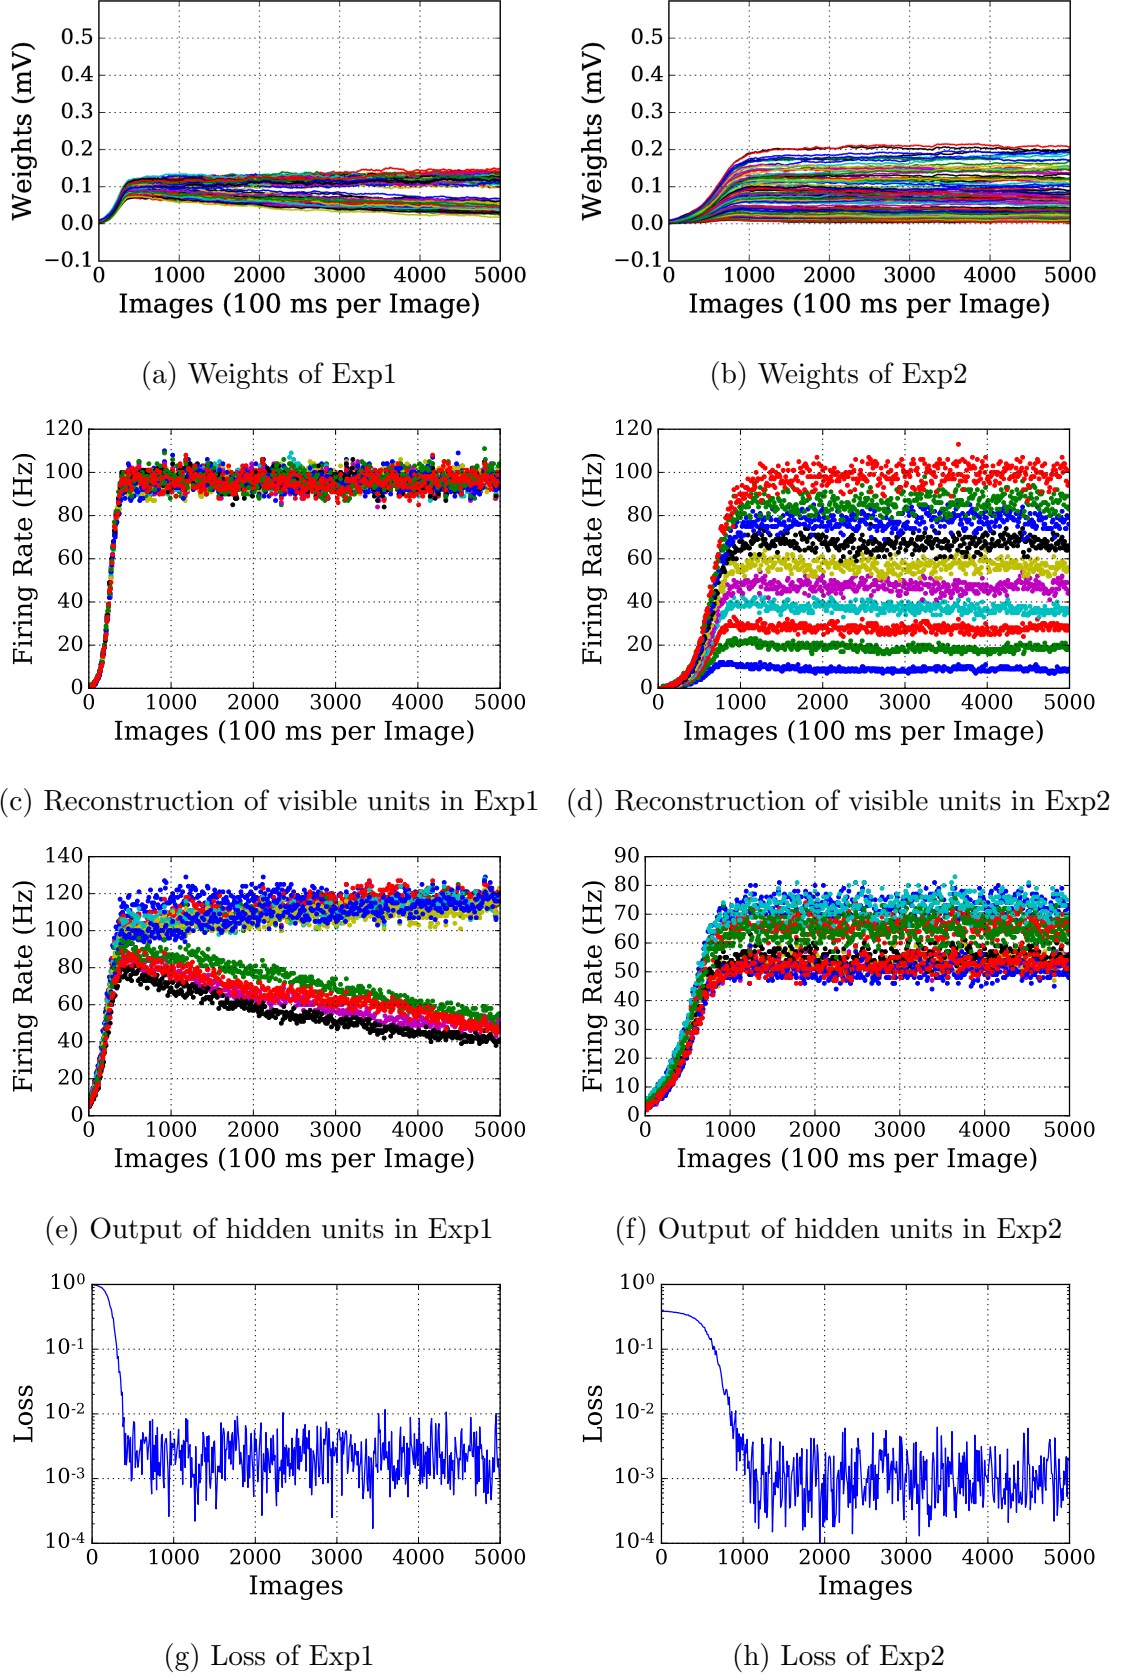 0.5
0.4
0.3
0.2
0.1
0.0
−0.1
Weights (mV)
0 1000 2000 3000 4000 5000
Images (100 ms per Image)
(a) Weights of Exp1
0.5
0.4
0.3
0.2
0.1
0.0
−0.1
Weights (mV)
0 1000 2000 3000 4000 5000
Images (100 ms per Image)
(b) Weights of Exp2
120
100
80
60
40
20
0
Firing Rate (Hz)
0 1000 2000 3000 4000 5000
Images (100 ms per Image)
(c) Reconstruction of visible units in Exp1
120
100
80
60
40
20
0
Firing Rate (Hz)
0 1000 2000 3000 4000 5000
Images (100 ms per Image)
(d) Reconstruction of visible units in Exp2
140
120
100
80
60
40
20
0
Firing Rate (Hz)
0 1000 2000 3000 4000 5000
Images (100 ms per Image)
(e) Output of hidden units in Exp1
90
80
70
60
50
40
30
20
10
0
Firing Rate (Hz)
0 1000 2000 3000 4000 5000
Images (100 ms per Image)
(f) Output of hidden units in Exp2
10⁰
10⁻¹
10⁻²
10⁻³
10⁻⁴
Loss
0 1000 2000 3000 4000 5000
Images
(g) Loss of Exp1
10⁰
10⁻¹
10⁻²
10⁻³
10⁻⁴
Loss
0 1000 2000 3000 4000 5000
Images
(h) Loss of Exp2